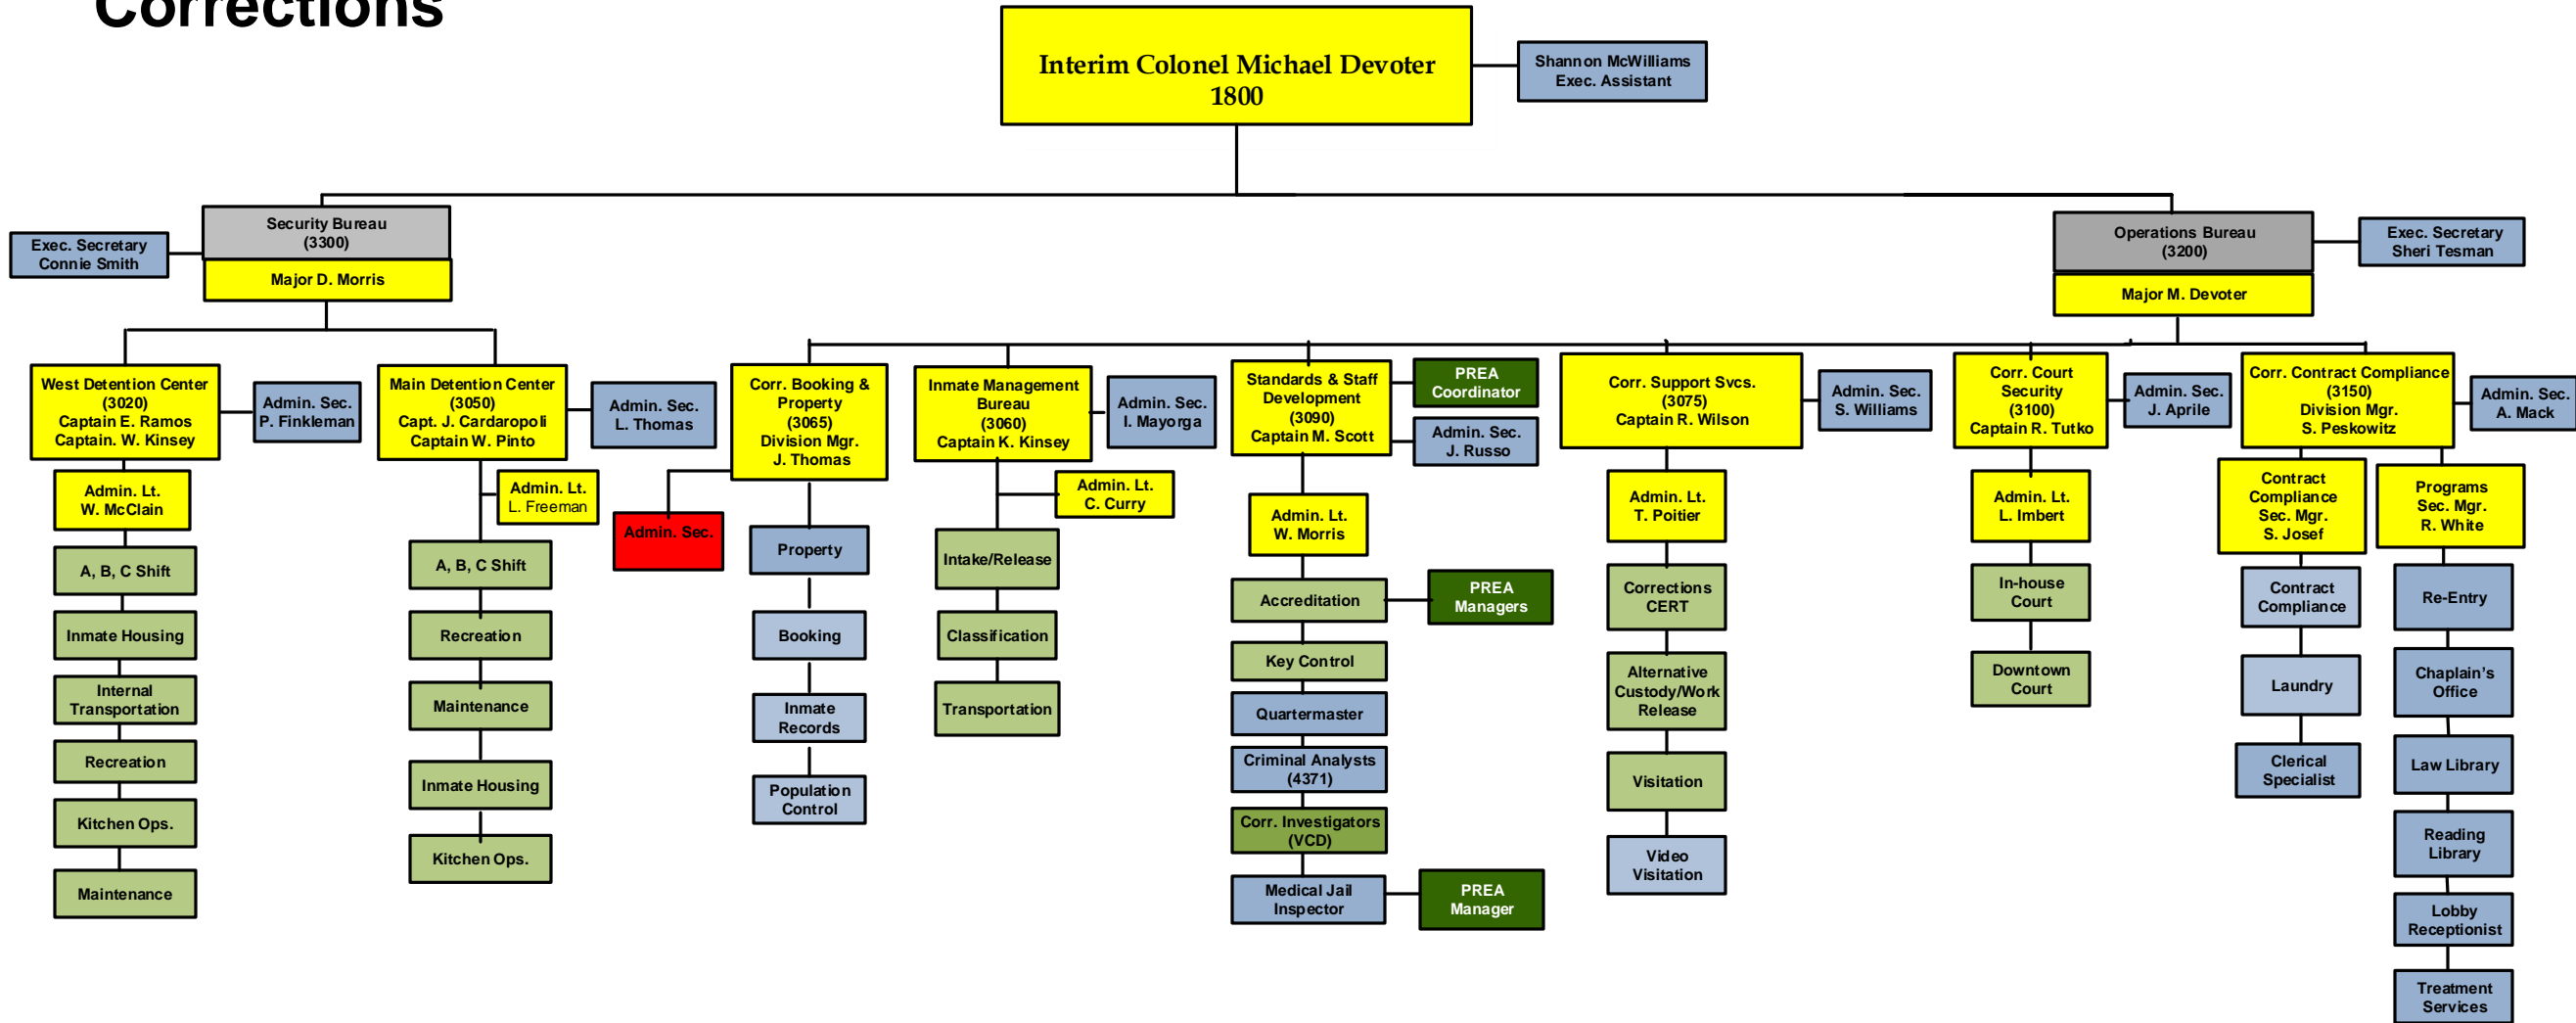 Corrections
Interim Colonel Michael Devoter
1800
Shannon McWilliams
Exec. Assistant
Exec. Secretary
Connie Smith
Security Bureau
(3300)
Major D. Morris
Operations Bureau
(3200)
Major M. Devoter
Exec. Secretary
Sheri Tesman
West Detention Center
(3020)
Captain E. Ramos
Captain. W. Kinsey
Admin. Sec.
P. Finkleman
Admin. Lt.
W. McClain
A, B, C Shift
Inmate Housing
Internal
Transportation
Recreation
Kitchen Ops.
Maintenance
Main Detention Center
(3050)
Capt. J. Cardaropoli
Captain W. Pinto
Admin. Sec.
L. Thomas
Admin. Lt.
L. Freeman
A, B, C Shift
Recreation
Maintenance
Inmate Housing
Kitchen Ops.
Corr. Booking &
Property
(3065)
Division Mgr.
J. Thomas
Admin. Sec.
Property
Booking
Inmate
Records
Population
Control
Inmate Management
Bureau
(3060)
Captain K. Kinsey
Admin. Sec.
I. Mayorga
Admin. Lt.
C. Curry
Intake/Release
Classification
Transportation
Standards & Staff
Development
(3090)
Captain M. Scott
PREA
Coordinator
Admin. Sec.
J. Russo
Admin. Lt.
W. Morris
Accreditation
PREA
Managers
Key Control
Quartermaster
Criminal Analysts
(4371)
Corr. Investigators
(VCD)
Medical Jail
Inspector
PREA
Manager
Corr. Support Svcs.
(3075)
Captain R. Wilson
Admin. Sec.
S. Williams
Admin. Lt.
T. Poitier
Corrections
CERT
Alternative
Custody/Work
Release
Visitation
Video
Visitation
Corr. Court
Security
(3100)
Captain R. Tutko
Admin. Sec.
J. Aprile
Admin. Lt.
L. Imbert
In-house
Court
Downtown
Court
Corr. Contract Compliance
(3150)
Division Mgr.
S. Peskowitz
Admin. Sec.
A. Mack
Contract
Compliance
Sec. Mgr.
S. Josef
Contract
Compliance
Laundry
Clerical
Specialist
Programs
Sec. Mgr.
R. White
Re-Entry
Chaplain's
Office
Law Library
Reading
Library
Lobby
Receptionist
Treatment
Services